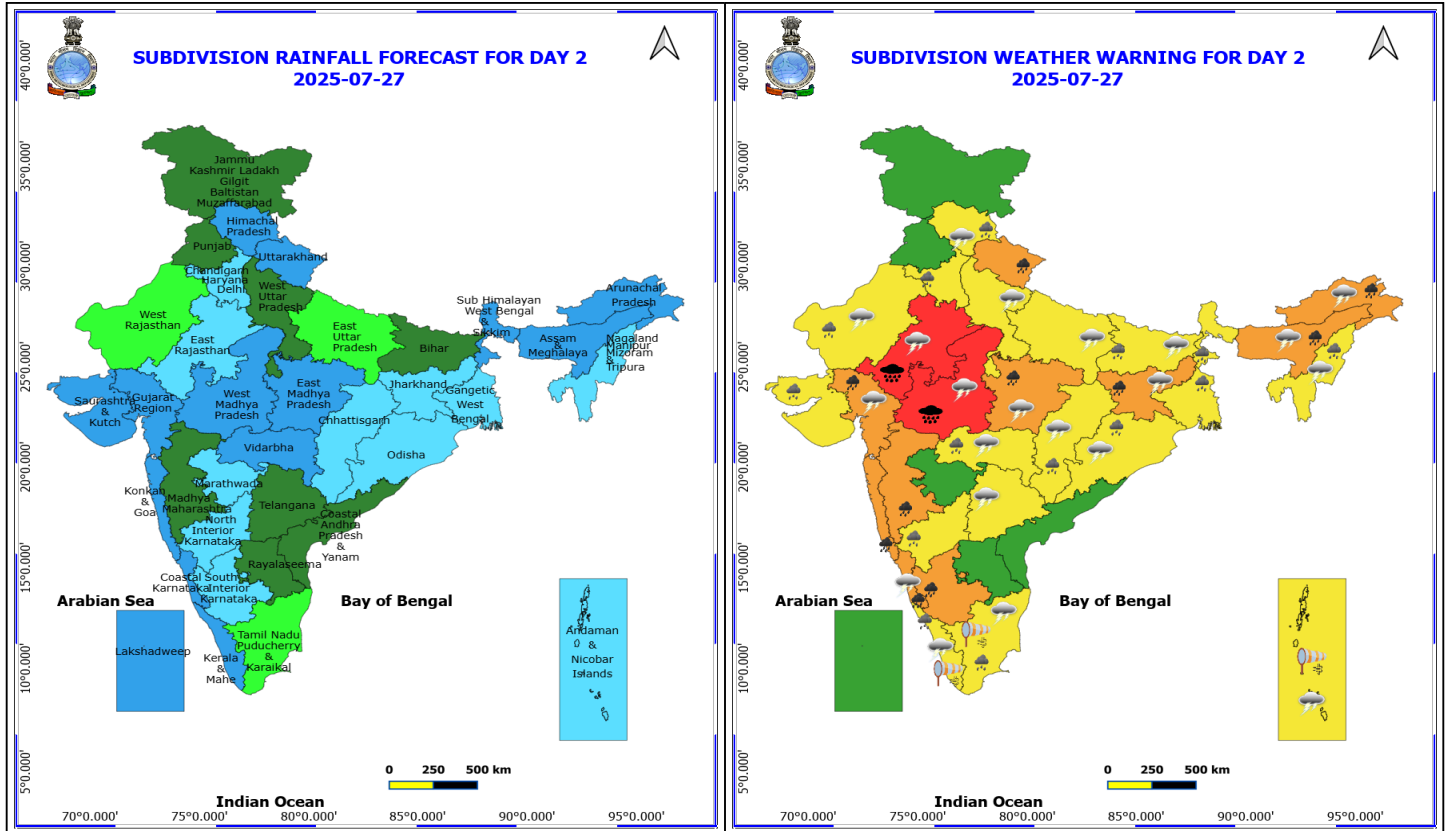 SUBDIVISION RAINFALL FORECAST FOR DAY 2
2025-07-27
40°0.000'
35°0.000'
30°0.000'
25°0.000'
20°0.000'
15°0.000'
10°0.000'
5°0.000'
Jammu
Kashmir Ladakh
Gilgit
Baltistan
Muzaffarabad
Himachal
Pradesh
Punjab
Uttarakhand
Chandigarh
Haryana
Delhi
West
Uttar
Pradesh
West
Rajasthan
East
Rajasthan
East
Uttar
Pradesh
Bihar
Sub Himalayan
West Bengal
&
Sikkim
Arunachal
Pradesh
Assam
&
Meghalaya
Nagaland
Manipur
Mizoram
&
Tripura
Saurashtra
&
Kutch
Gujarat
Region
West
Madhya
Pradesh
East
Madhya
Pradesh
Jharkhand
Gangetic
West
Bengal
Chhattisgarh
Odisha
Vidarbha
Konkan
&
Goa
Madhya
Maharashtra
Marathwada
Telangana
North
Interior
Karnataka
Coastal
Andhra
Pradesh
&
Yanam
Rayalaseema
Coastal
Karnataka
South
Interior
Karnataka
Tamil Nadu
Puducherry
&
Karaikal
Kerala
&
Mahe
Lakshadweep
Andaman
&
Nicobar
Islands
Arabian Sea
Bay of Bengal
Indian Ocean
0 250 500 km
70°0.000' 75°0.000' 80°0.000' 85°0.000' 90°0.000' 95°0.000'
SUBDIVISION WEATHER WARNING FOR DAY 2
2025-07-27
40°0.000'
35°0.000'
30°0.000'
25°0.000'
20°0.000'
15°0.000'
10°0.000'
5°0.000'
Arabian Sea
Bay of Bengal
Indian Ocean
0 250 500 km
70°0.000' 75°0.000' 80°0.000' 85°0.000' 90°0.000' 95°0.000'